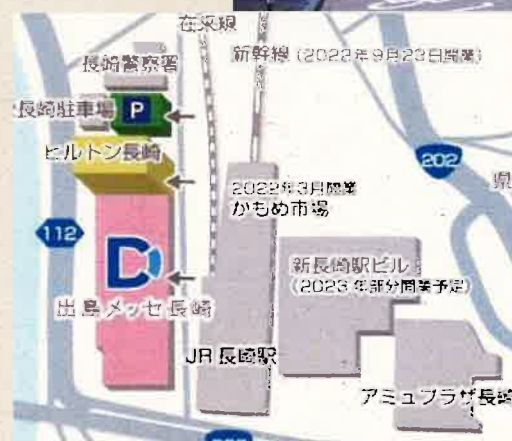 在来線
新幹線 (2022年9月23日開業)
長崎警察署
長崎駐車場
P
ヒルトン長崎
202
県
2022年3月開業
かもめ市場
112
D
新長崎駅ビル
(2023年部分開業予定)
出島メッセ長崎
JR 長崎駅
アミュプラザ長崎